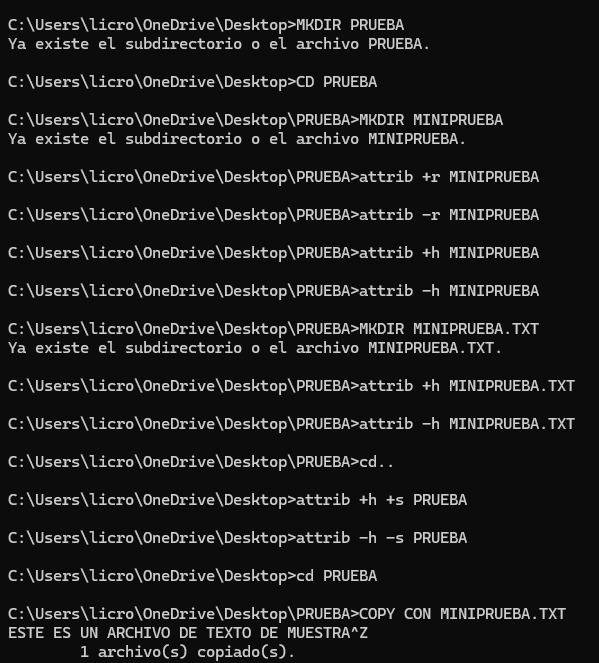 C:\Users\licro\OneDrive\Desktop>MKDIR PRUEBA
Ya existe el subdirectorio o el archivo PRUEBA.
C:\Users\licro\OneDrive\Desktop>CD PRUEBA
C:\Users\licro\OneDrive\Desktop\PRUEBA>MKDIR MINIPRUEBA
Ya existe el subdirectorio o el archivo MINIPRUEBA.
C:\Users\licro\OneDrive\Desktop\PRUEBA>attrib +r MINIPRUEBA
C:\Users\licro\OneDrive\Desktop\PRUEBA>attrib -r MINIPRUEBA
C:\Users\licro\OneDrive\Desktop\PRUEBA>attrib +h MINIPRUEBA
C:\Users\licro\OneDrive\Desktop\PRUEBA>attrib -h MINIPRUEBA
C:\Users\licro\OneDrive\Desktop\PRUEBA>MKDIR MINIPRUEBA.TXT
Ya existe el subdirectorio o el archivo MINIPRUEBA.TXT.
C:\Users\licro\OneDrive\Desktop\PRUEBA>attrib +h MINIPRUEBA.TXT
C:\Users\licro\OneDrive\Desktop\PRUEBA>attrib -h MINIPRUEBA.TXT
C:\Users\licro\OneDrive\Desktop\PRUEBA>cd..
C:\Users\licro\OneDrive\Desktop>attrib +h +s PRUEBA
C:\Users\licro\OneDrive\Desktop>attrib -h -s PRUEBA
C:\Users\licro\OneDrive\Desktop>cd PRUEBA
C:\Users\licro\OneDrive\Desktop\PRUEBA>COPY CON MINIPRUEBA.TXT
ESTE ES UN ARCHIVO DE TEXTO DE MUESTRA^Z
        1 archivo(s) copiado(s).